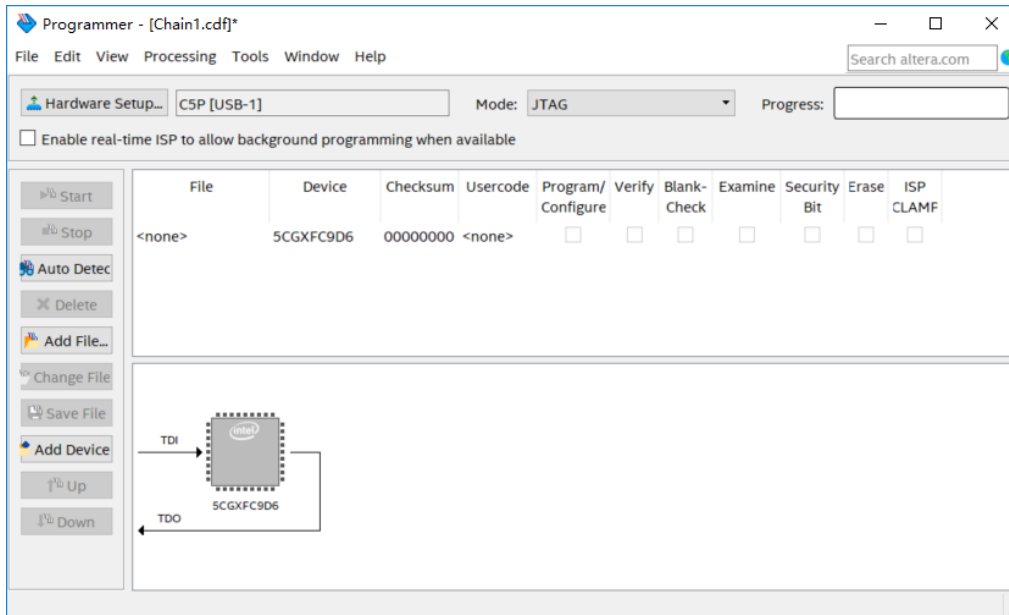 Programmer - [Chain1.cdf]*
File Edit View Processing Tools Window Help
Search altera.com
Hardware Setup... C5P [USB-1] Mode: JTAG Progress:
Enable real-time ISP to allow background programming when available
Start
Stop
Auto Detec
Delete
Add File...
Change File
Save File
Add Device
Up
Down
File Device Checksum Usercode Program/ Verify Blank- Examine Security Erase ISP
Configure Check Bit CLAMP
<none> 5CGXFC9D6 00000000 <none>
intel
TDI
5CGXFC9D6
TDO